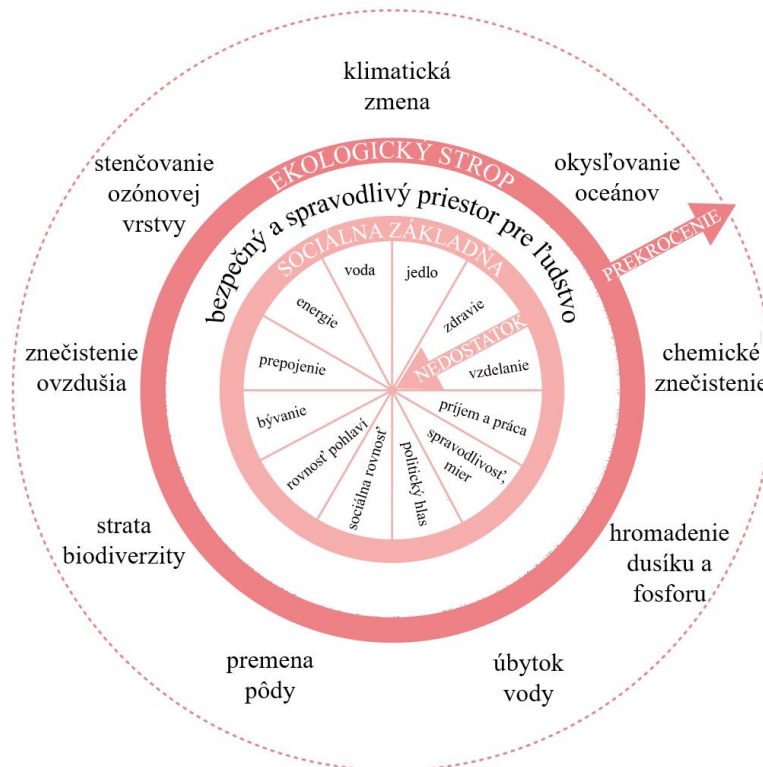 klimatická
zmena
stenčovanie
ozónovej
vrstvy
EKOLOGICKÝ STROP
okysľovanie
oceánov
PREKROČENIE
bezpečný a spravodlivý priestor pre ľudstvo
SOCIÁLNA ZÁKLADŇA
voda
jedlo
energie
zdravie
NEDOSTATOK
prepojenie
vzdelanie
znečistenie
ovzdušia
chemické
znečistenie
bývanie
príjem a práca
rovnosť pohlaví
sociálna rovnosť
politický hlas
spravodlivosť,
mier
strata
biodiverzity
hromadenie
dusíku a
fosforu
premena
pôdy
úbytok
vody